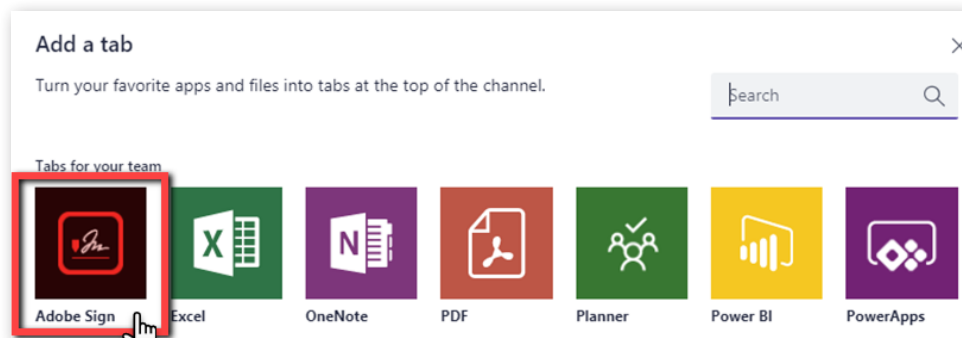 Add a tab
Turn your favorite apps and files into tabs at the top of the channel.
Search
Tabs for your team
X
N
Adobe Sign
Excel
OneNote
PDF
Planner
Power BI
PowerApps